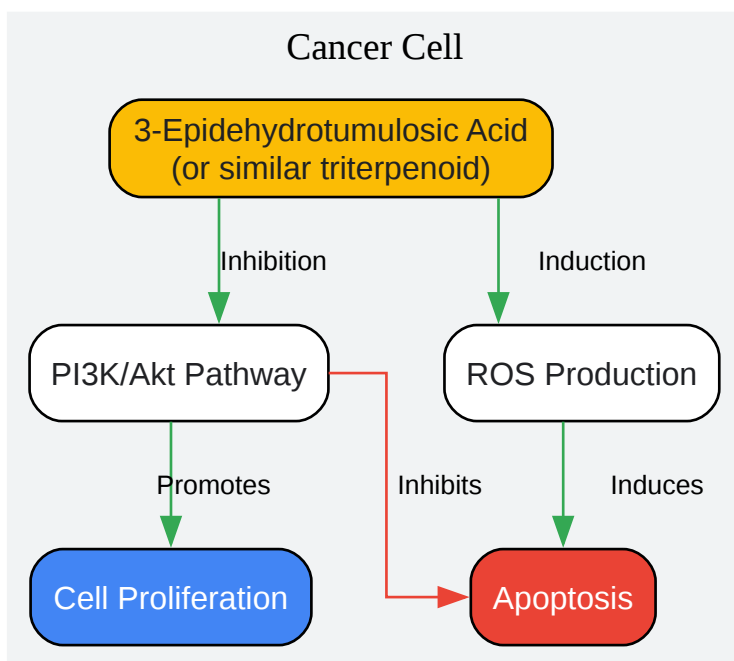 Cancer Cell
3-Epidehydrotumulosic Acid
(or similar triterpenoid)
Inhibition
Induction
PI3K/Akt Pathway
ROS Production
Promotes
Inhibits
Induces
Cell Proliferation
Apoptosis